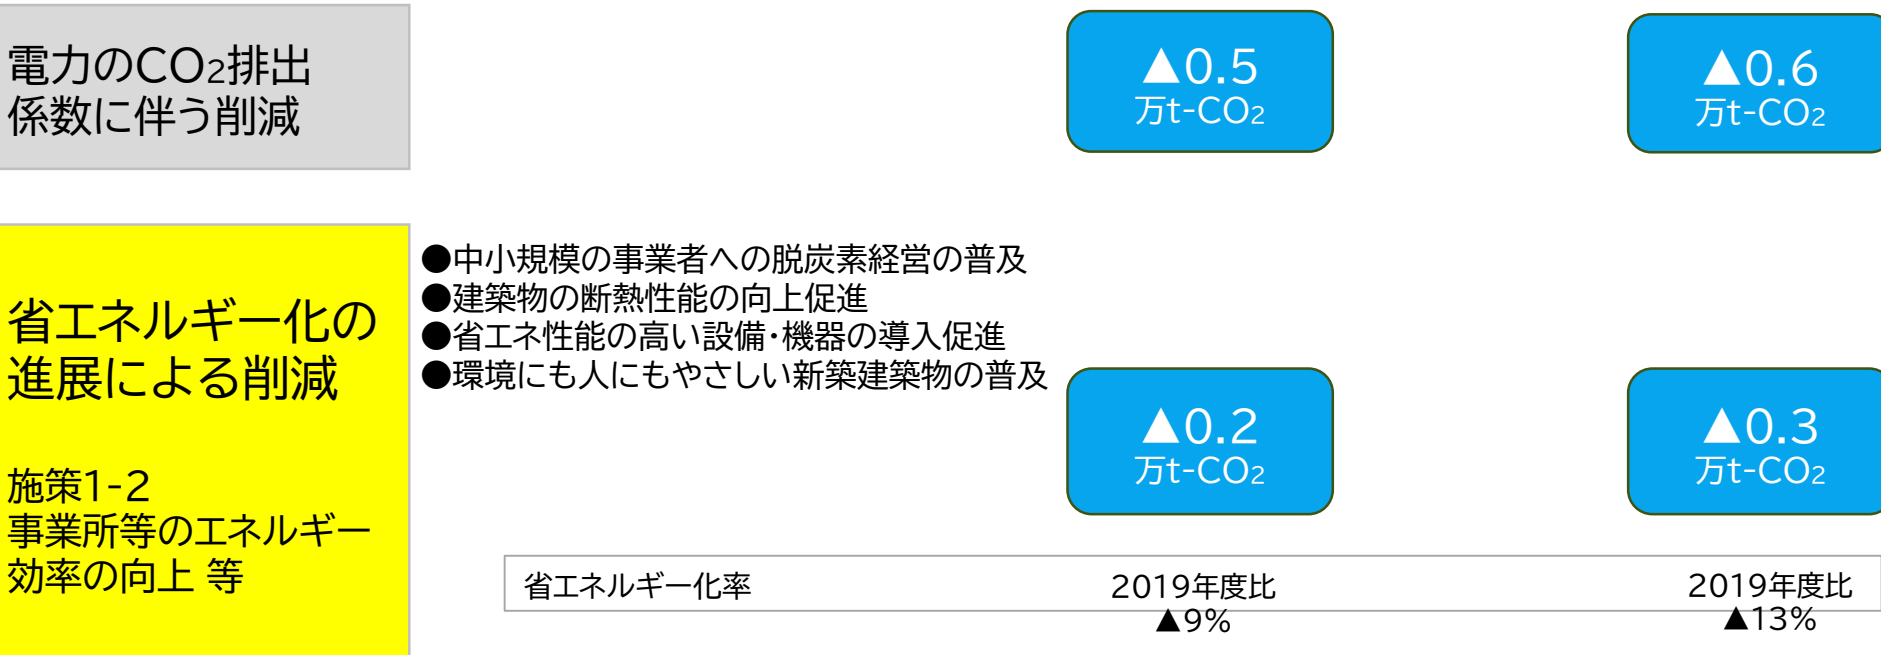 電力のCO2排出
係数に伴う削減
▲0.5
万t-CO2
▲0.6
万t-CO2
省エネルギー化の
進展による削減
施策1-2
事業所等のエネルギー
効率の向上 等
●中小規模の事業者への脱炭素経営の普及
●建築物の断熱性能の向上促進
●省エネ性能の高い設備・機器の導入促進
●環境にも人にもやさしい新築建築物の普及
▲0.2
万t-CO2
▲0.3
万t-CO2
省エネルギー化率
2019年度比
▲9%
2019年度比
▲13%